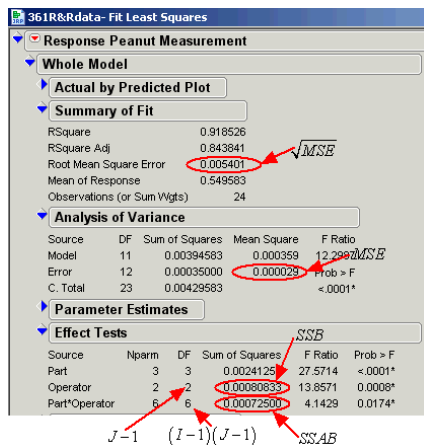 361R&Rdata- Fit Least Squares
Response Peanut Measurement
Whole Model
Actual by Predicted Plot
Summary of Fit
RSquare 0.918526
RSquare Adj 0.843841
Root Mean Square Error 0.005401 √MSE
Mean of Response 0.549583
Observations (or Sum Wgts) 24
Analysis of Variance
Source DF Sum of Squares Mean Square F Ratio
Model 11 0.00394583 0.000359 12.298 MSE
Error 12 0.00035000 0.000029 Prob > F
C. Total 23 0.00429583 <.0001*
Parameter Estimates
Effect Tests SSB
Source Nparm DF Sum of Squares F Ratio Prob > F
Part 3 3 0.0024125 27.5714 <.0001*
Operator 2 2 0.00080833 13.8571 0.0008*
Part*Operator 6 6 0.00072500 4.1429 0.0174*
J−1 (I−1)(J−1) SSAB